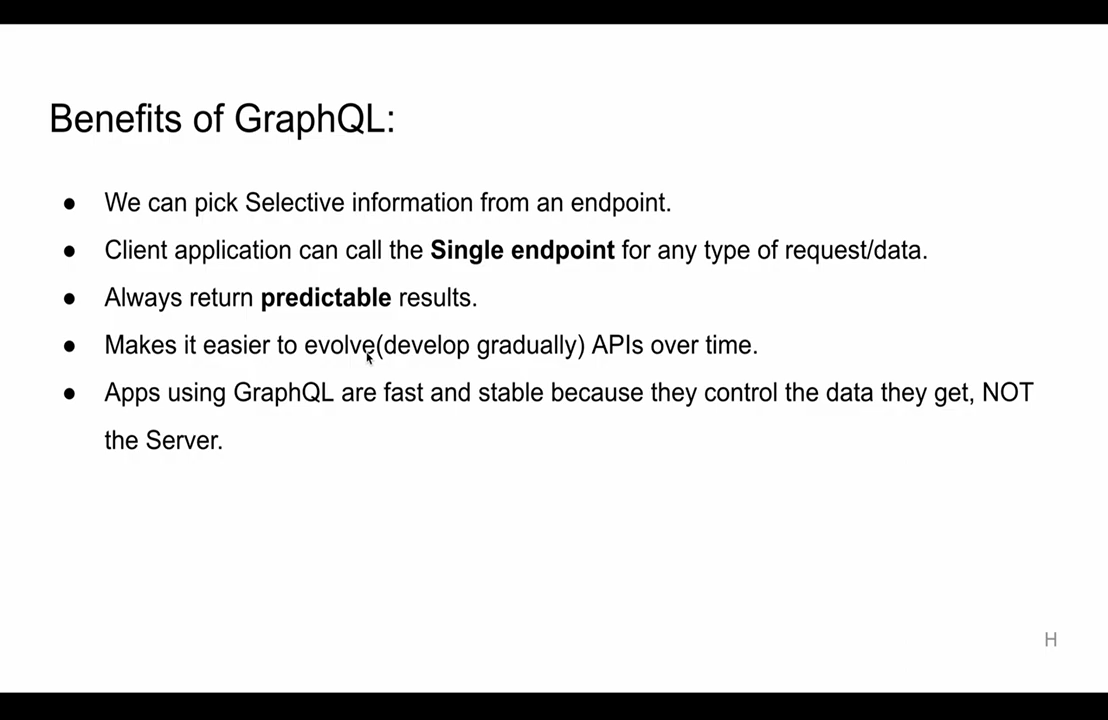 Benefits of GraphQL:
● We can pick Selective information from an endpoint.
● Client application can call the Single endpoint for any type of request/data.
● Always return predictable results.
● Makes it easier to evolve(develop gradually) APIs over time.
● Apps using GraphQL are fast and stable because they control the data they get, NOT
the Server.
H